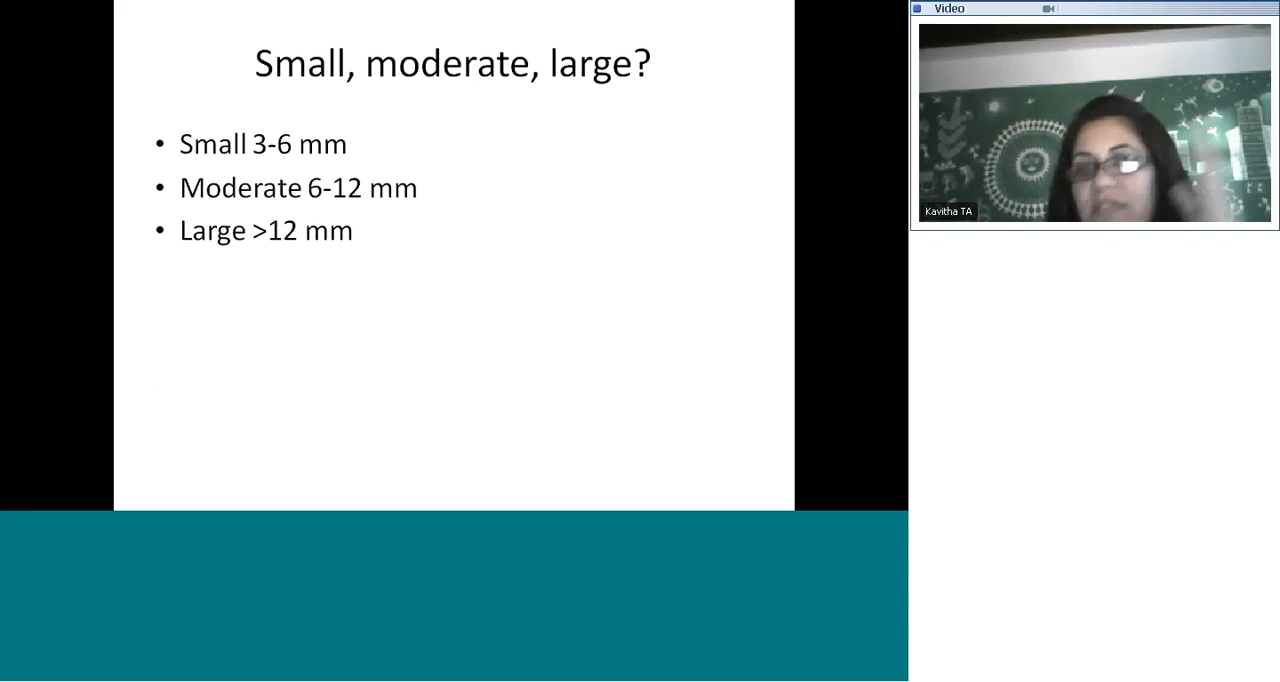 Small, moderate, large?
• Small 3-6 mm
• Moderate 6-12 mm
• Large >12 mm
Video
Kavitha TA